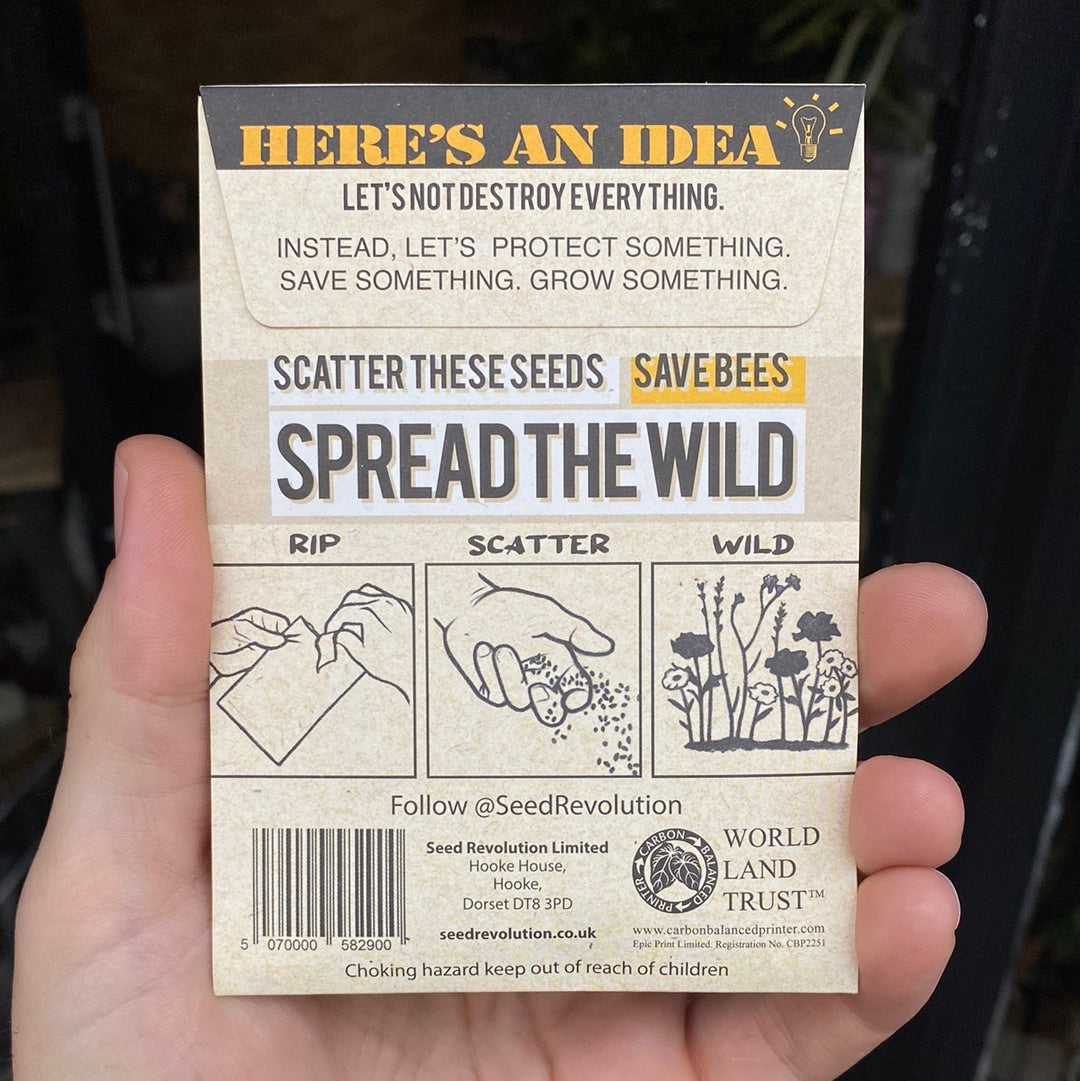 HERE'S AN IDEA
LET'S NOT DESTROY EVERYTHING.
INSTEAD, LET'S PROTECT SOMETHING.
SAVE SOMETHING. GROW SOMETHING.
SCATTER THESE SEEDS SAVE BEES
SPREAD THE WILD
RIP SCATTER WILD
Follow @SeedRevolution
Seed Revolution Limited
Hooke House,
Hooke,
Dorset DT8 3PD
seedrevolution.co.uk
5 070000 582900
CARBON BALANCED PRINTER
WORLD
LAND
TRUST™
www.carbonbalancedprinter.com
Epic Print Limited. Registration No. CBP2251
Choking hazard keep out of reach of children